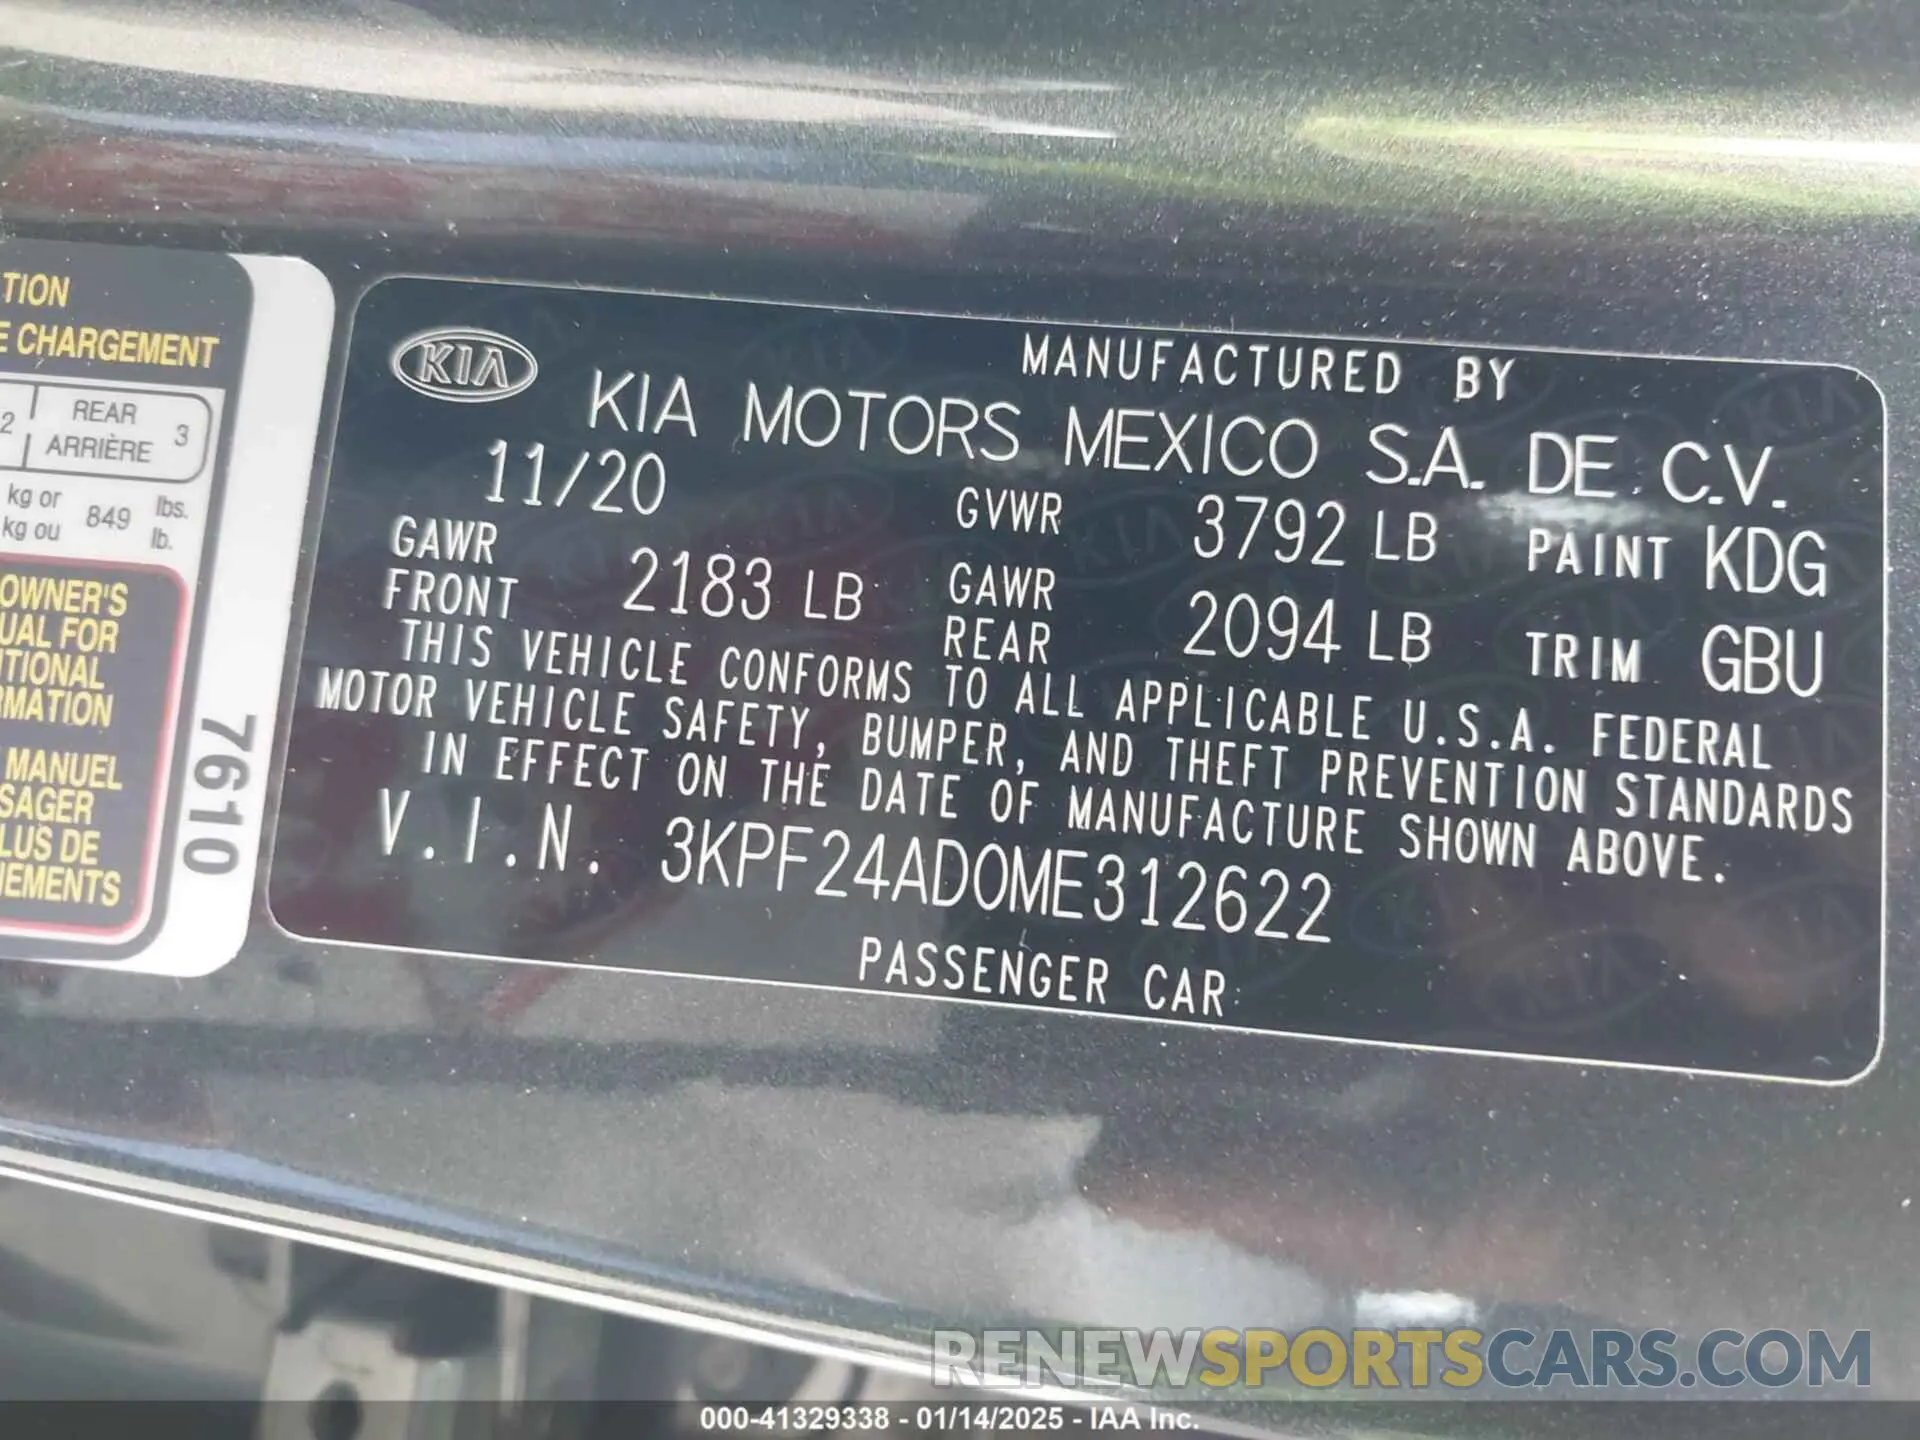 TION
E CHARGEMENT
2 REAR 3
ARRIÈRE
kg or 849 lbs.
kg ou lb.
OWNER'S
UAL FOR
ITIONAL
RMATION
MANUEL
SAGER
LUS DE
NEMENTS
7610
KIA
MANUFACTURED BY
KIA MOTORS MEXICO S.A. DE C.V.
11/20 GVWR 3792 LB PAINT KDG
GAWR FRONT 2183 LB GAWR REAR 2094 LB TRIM GBU
THIS VEHICLE CONFORMS TO ALL APPLICABLE U.S.A. FEDERAL
MOTOR VEHICLE SAFETY, BUMPER, AND THEFT PREVENTION STANDARDS
IN EFFECT ON THE DATE OF MANUFACTURE SHOWN ABOVE.
V.I.N. 3KPF24AD0ME312622
PASSENGER CAR
RENEWSPORTSCARS.COM
000-41329338 - 01/14/2025 - IAA Inc.